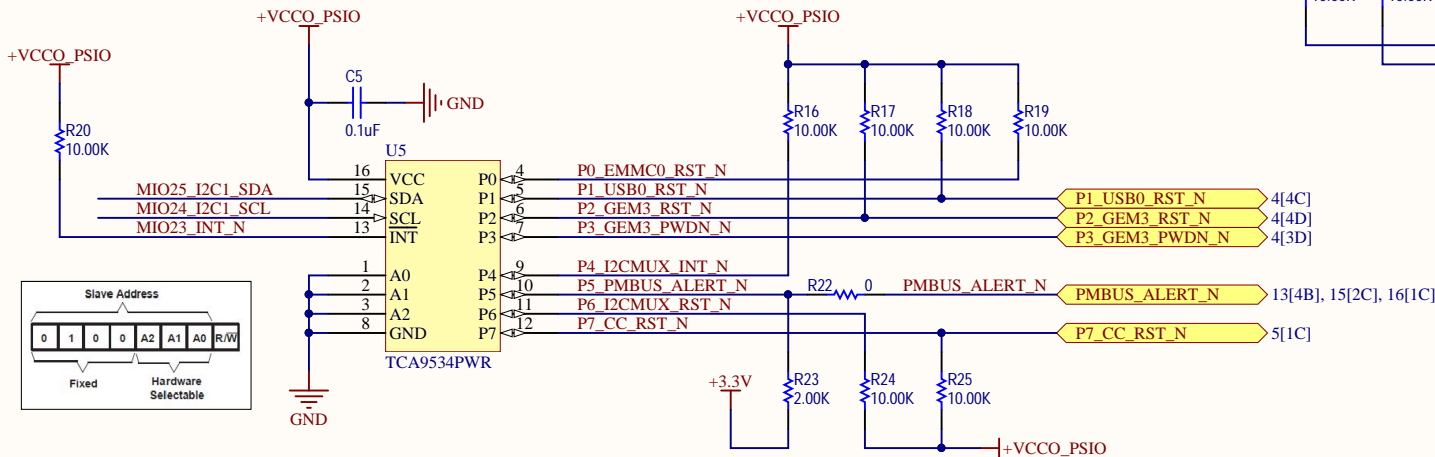 +VCCO_PSIO
+VCCO_PSIO
+VCCO_PSIO
R20
10.00K
C5
0.1uF
GND
R16
10.00K
R17
10.00K
R18
10.00K
R19
10.00K
U5
MIO25_I2C1_SDA
MIO24_I2C1_SCL
MIO23_INT_N
16 VCC
15 SDA
14 SCL
13 INT
1 A0
2 A1
3 A2
8 GND
P0 4 P0_EMMC0_RST_N
P1 5 P1_USB0_RST_N
P2 6 P2_GEM3_RST_N
P3 7 P3_GEM3_PWDN_N
P4 9 P4_I2CMUX_INT_N
P5 10 P5_PMBUS_ALERT_N
P6 11 P6_I2CMUX_RST_N
P7 12 P7_CC_RST_N
TCA9534PWR
GND
P1_USB0_RST_N 4[4C]
P2_GEM3_RST_N 4[4D]
P3_GEM3_PWDN_N 4[3D]
R22 0 PMBUS_ALERT_N
PMBUS_ALERT_N 13[4B], 15[2C], 16[1C]
P7_CC_RST_N 5[1C]
+3.3V
R23
2.00K
R24
10.00K
R25
10.00K
+VCCO_PSIO
Slave Address
0 1 0 0 A2 A1 A0 R/W
Fixed
Hardware
Selectable